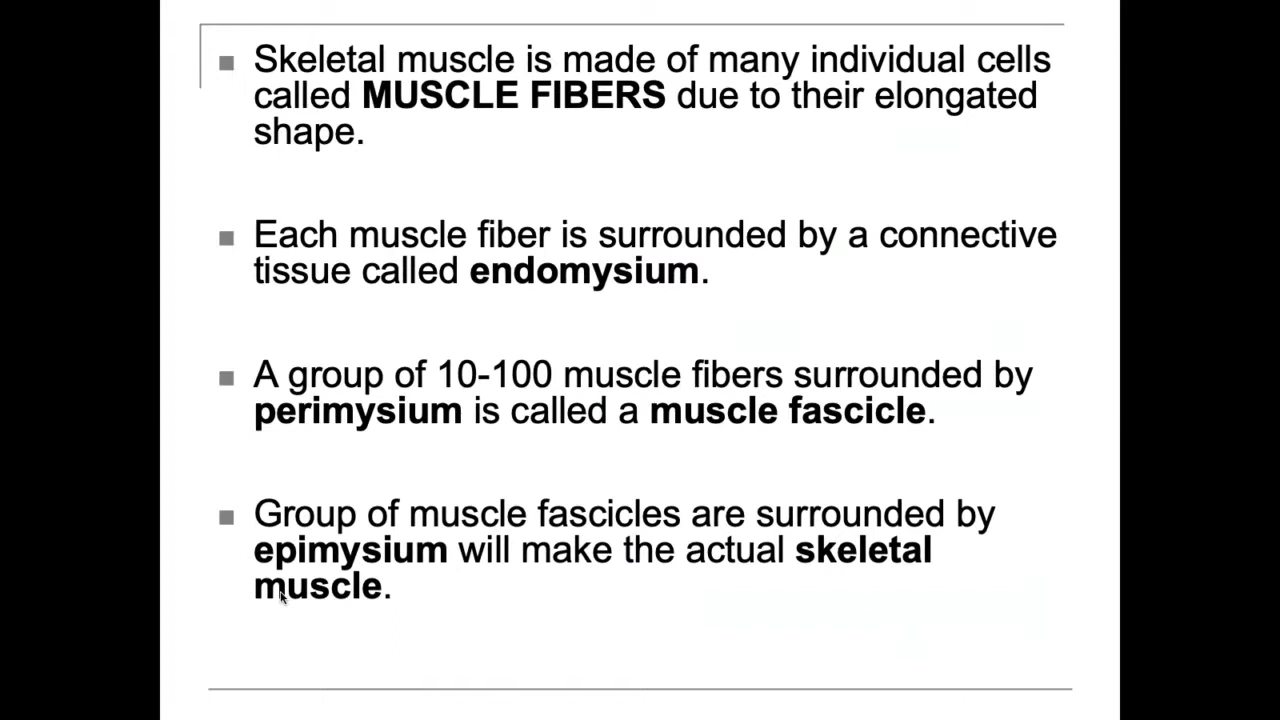 Skeletal muscle is made of many individual cells
called MUSCLE FIBERS due to their elongated
shape.
Each muscle fiber is surrounded by a connective
tissue called endomysium.
A group of 10-100 muscle fibers surrounded by
perimysium is called a muscle fascicle.
Group of muscle fascicles are surrounded by
epimysium will make the actual skeletal
muscle.